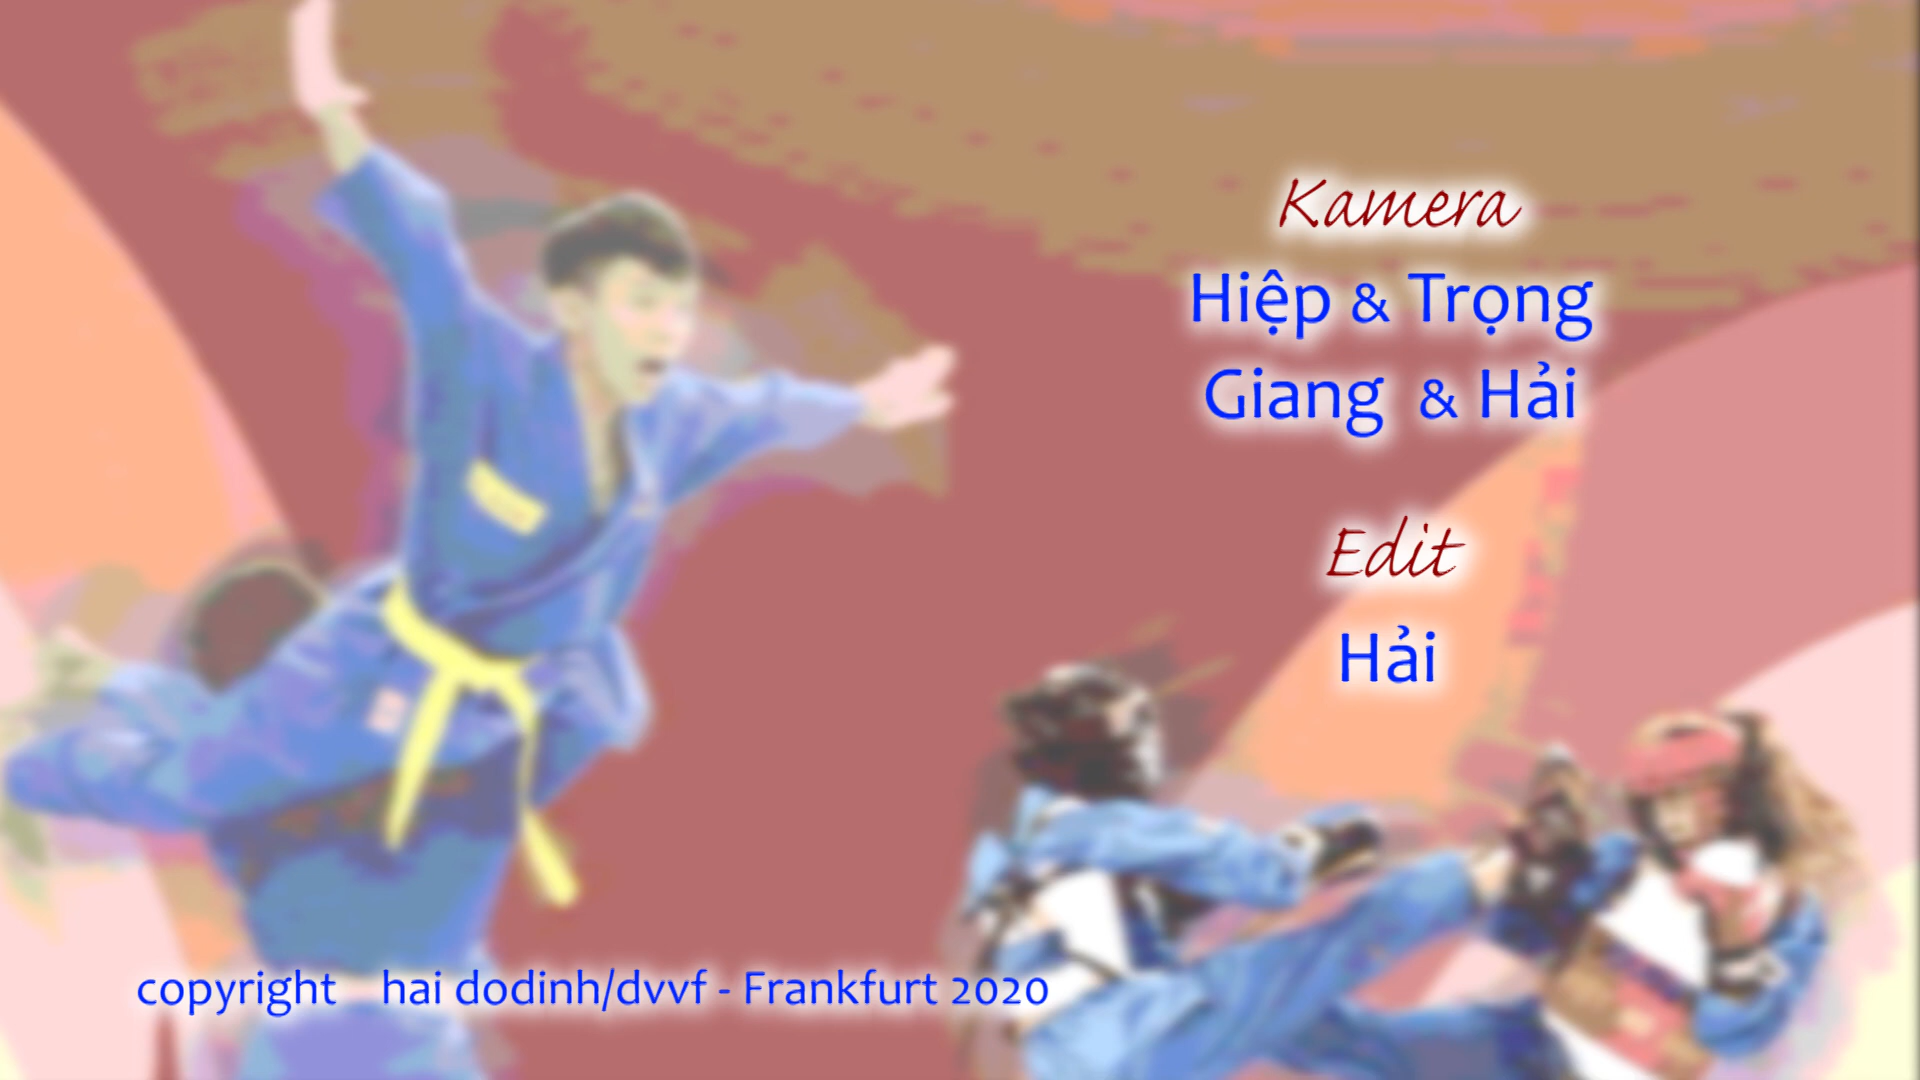 Kamera
Hiệp & Trọng
Giang & Hải
Edit
Hải
copyright hai dodinh/dvvf - Frankfurt 2020